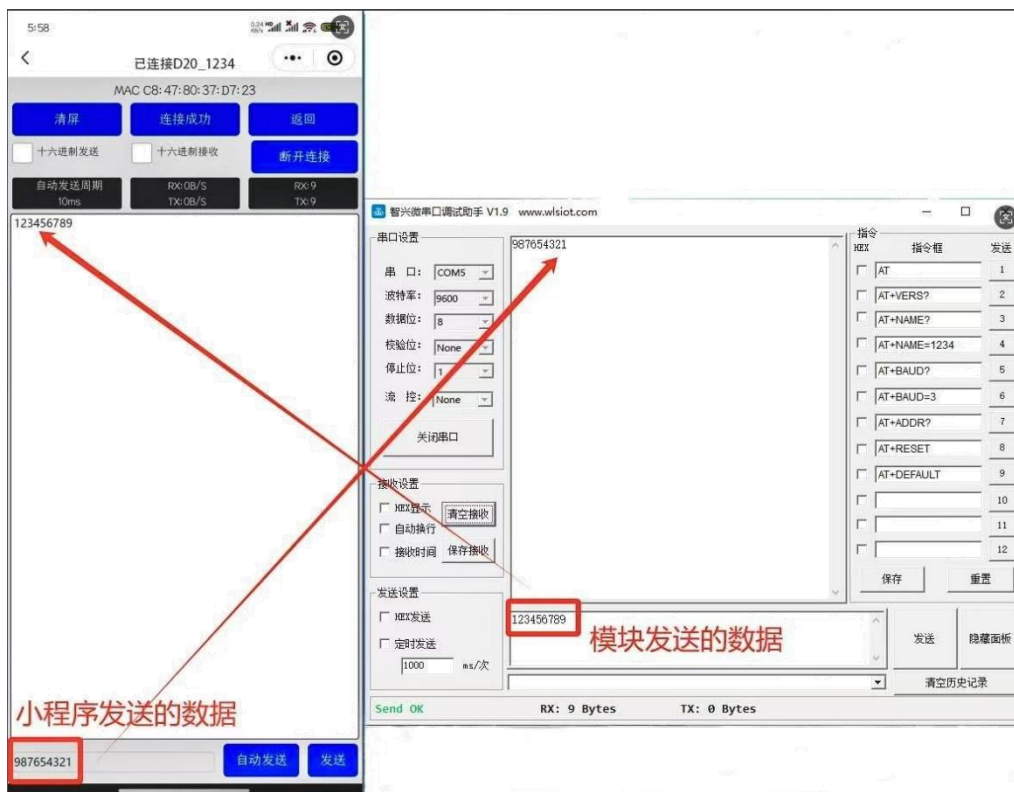 5:58
0.24 KB/s HD
已连接D20_1234
MAC C8:47:80:37:D7:23
清屏 连接成功 返回
十六进制发送 十六进制接收 断开连接
自动发送周期 10ms RX:0B/S TX:0B/S RX:9 TX:9
123456789
小程序发送的数据
987654321 自动发送 发送
智兴微串口调试助手 V1.9 www.wlsiot.com
串口设置
串 口: COM5
波特率: 9600
数据位: 8
校验位: None
停止位: 1
流 控: None
关闭串口
接收设置
HEX显示 清空接收
自动换行
接收时间 保存接收
发送设置
HEX发送
定时发送
1000 ms/次
987654321
123456789
模块发送的数据
指令
HEX 指令框 发送
AT 1
AT+VERS? 2
AT+NAME? 3
AT+NAME=1234 4
AT+BAUD? 5
AT+BAUD=3 6
AT+ADDR? 7
AT+RESET 8
AT+DEFAULT 9
10
11
12
保存 重置
发送 隐藏面板
清空历史记录
Send OK RX: 9 Bytes TX: 0 Bytes